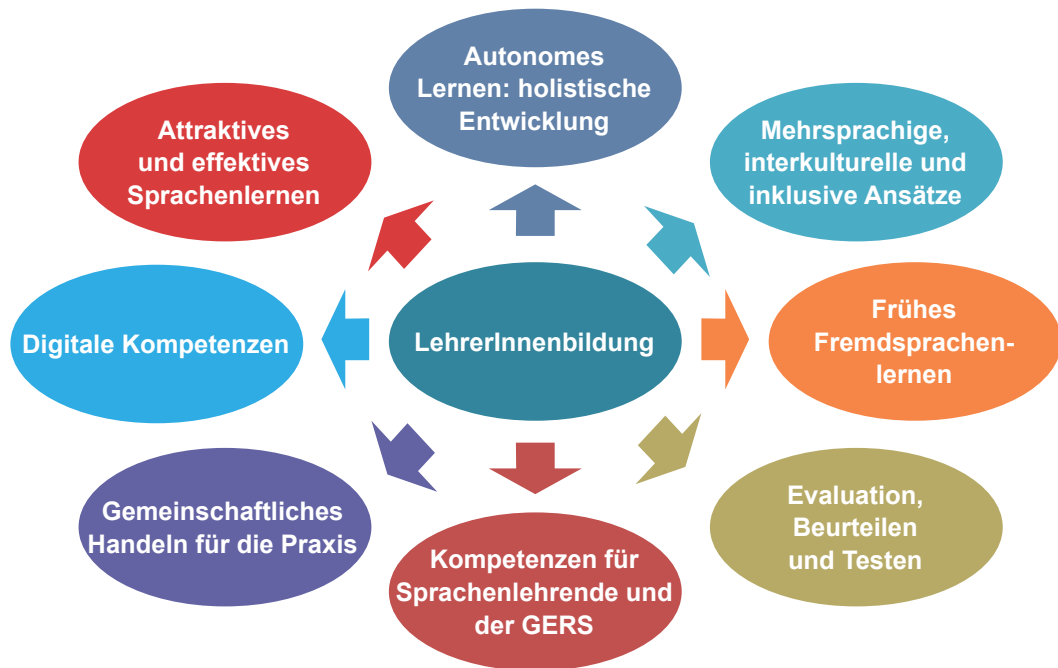 Autonomes
Lernen: holistische
Entwicklung
Attraktives
und effektives
Sprachenlernen
Mehrsprachige,
interkulturelle und
inklusive Ansätze
Digitale Kompetenzen
LehrerInnenbildung
Frühes
Fremdsprachen-
lernen
Gemeinschaftliches
Handeln für die Praxis
Evaluation,
Beurteilen
und Testen
Kompetenzen für
Sprachenlehrende und
der GERS